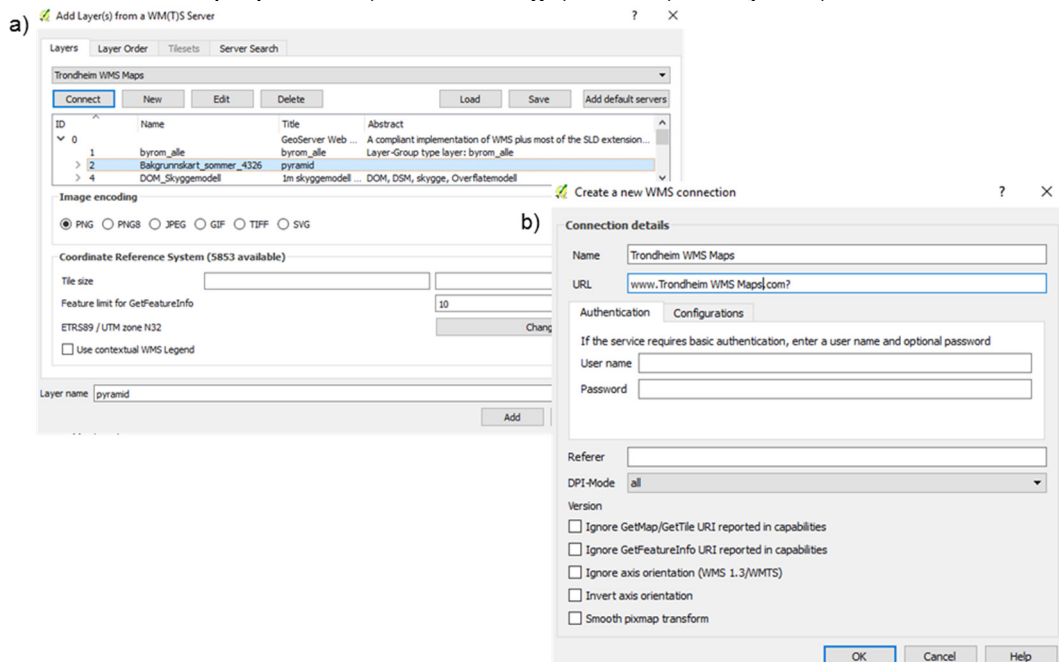 a)
Add Layer(s) from a WM(T)S Server ? ×
Layers Layer Order Tilesets Server Search
Trondheim WMS Maps
Connect New Edit Delete Load Save Add default servers
ID Name Title Abstract
0 GeoServer Web ... A compliant implementation of WMS plus most of the SLD extension...
1 byrom_alle byrom_alle Layer-Group type layer: byrom_alle
2 Bakgrunnskart_sommer_4326 pyramid
4 DOM_Skyggemodell 1m skyggemodell ... DOM, DSM, skygge, Overflatemodell
Image encoding
PNG PNG8 JPEG GIF TIFF SVG
Coordinate Reference System (5853 available)
Tile size
Feature limit for GetFeatureInfo 10
ETRS89 / UTM zone N32 Chang
Use contextual WMS Legend
Layer name pyramid
Add
b)
Create a new WMS connection ? ×
Connection details
Name Trondheim WMS Maps
URL www.Trondheim WMS Maps.com?
Authentication Configurations
If the service requires basic authentication, enter a user name and optional password
User name
Password
Referer
DPI-Mode all
Version
Ignore GetMap/GetTile URI reported in capabilities
Ignore GetFeatureInfo URI reported in capabilities
Ignore axis orientation (WMS 1.3/WMTS)
Invert axis orientation
Smooth pixmap transform
OK Cancel Help